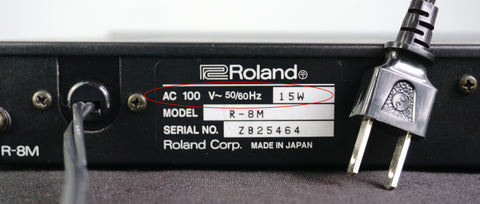 Roland
AC 100 V~ 50/60Hz 15W
MODEL R-8M
SERIAL NO. ZB25464
Roland Corp. MADE IN JAPAN
R-8M